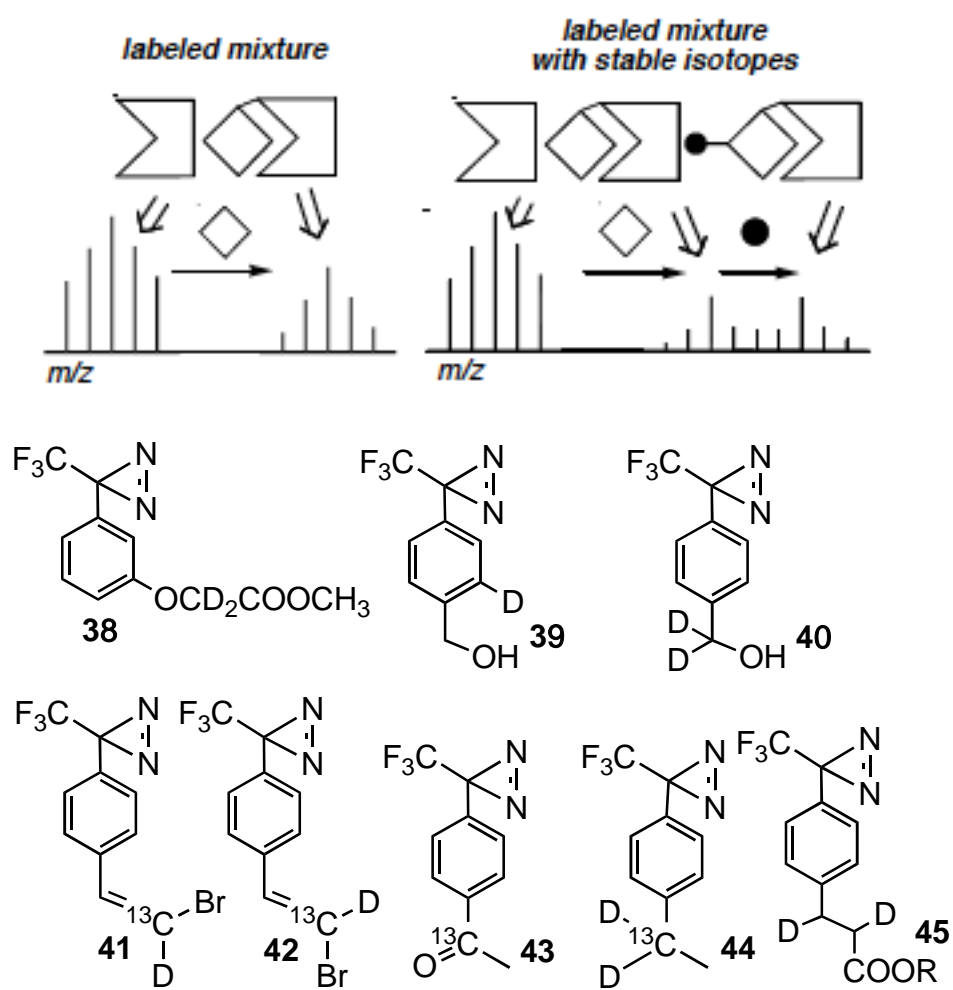 labeled mixture
labeled mixture
with stable isotopes
m/z
m/z
F3C N
N
OCD2COOCH3
38
F3C N
N
D
OH
39
F3C N
N
D
D OH
40
F3C N
N
13C Br
D
41
F3C N
N
13C D
Br
42
F3C N
N
13C
O
43
F3C N
N
D
13C
D
44
F3C N
N
D
D
COOR
45